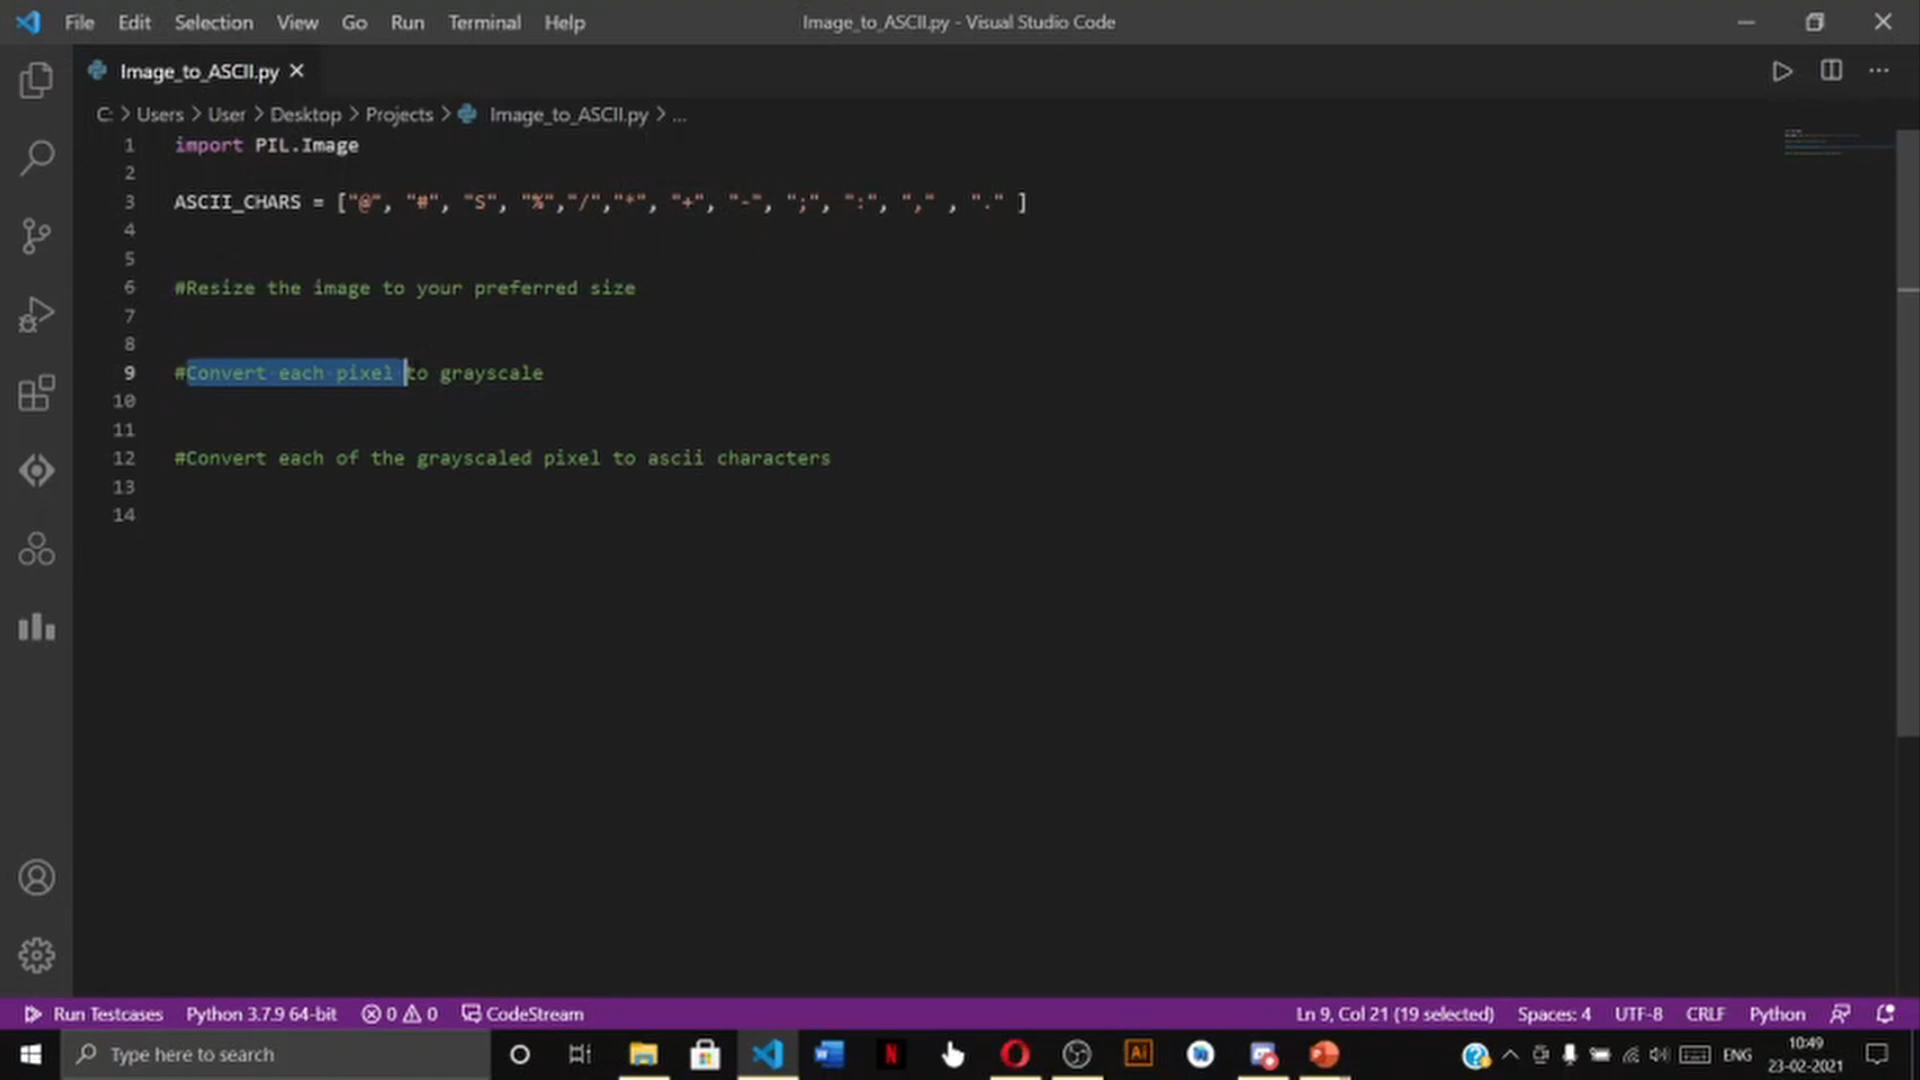 File Edit Selection View Go Run Terminal Help Image_to_ASCII.py - Visual Studio Code
Image_to_ASCII.py
C: > Users > User > Desktop > Projects > Image_to_ASCII.py > ...
1 import PIL.Image
2
3 ASCII_CHARS = ["@", "#", "S", "%","/","*", "+", "-", ";", ":", "," , "." ]
4
5
6 #Resize the image to your preferred size
7
8
9 #Convert each pixel to grayscale
10
11
12 #Convert each of the grayscaled pixel to ascii characters
13
14
Run Testcases Python 3.7.9 64-bit 0 0 CodeStream Ln 9, Col 21 (19 selected) Spaces: 4 UTF-8 CRLF Python
Type here to search N Ai ENG 10:49
23-02-2021